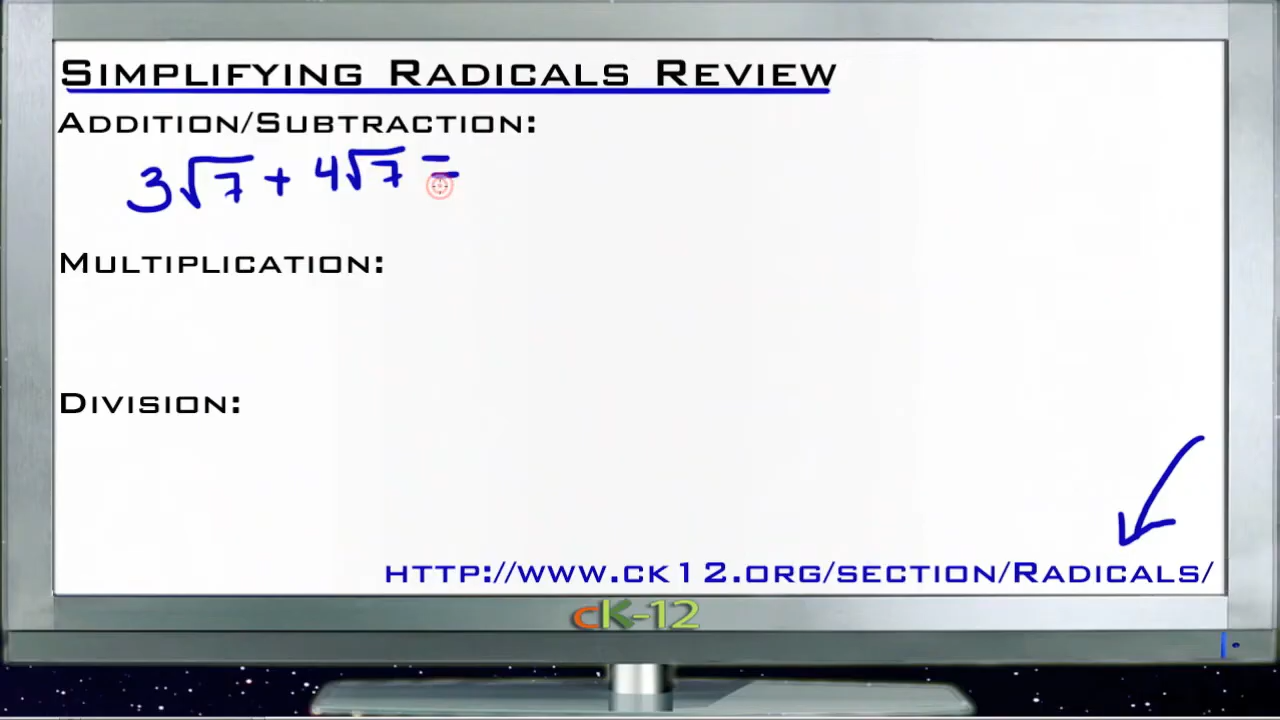 Simplifying Radicals Review
Addition/Subtraction:
3√7 + 4√7 =
Multiplication:
Division:
http://www.ck12.org/section/Radicals/
cK-12